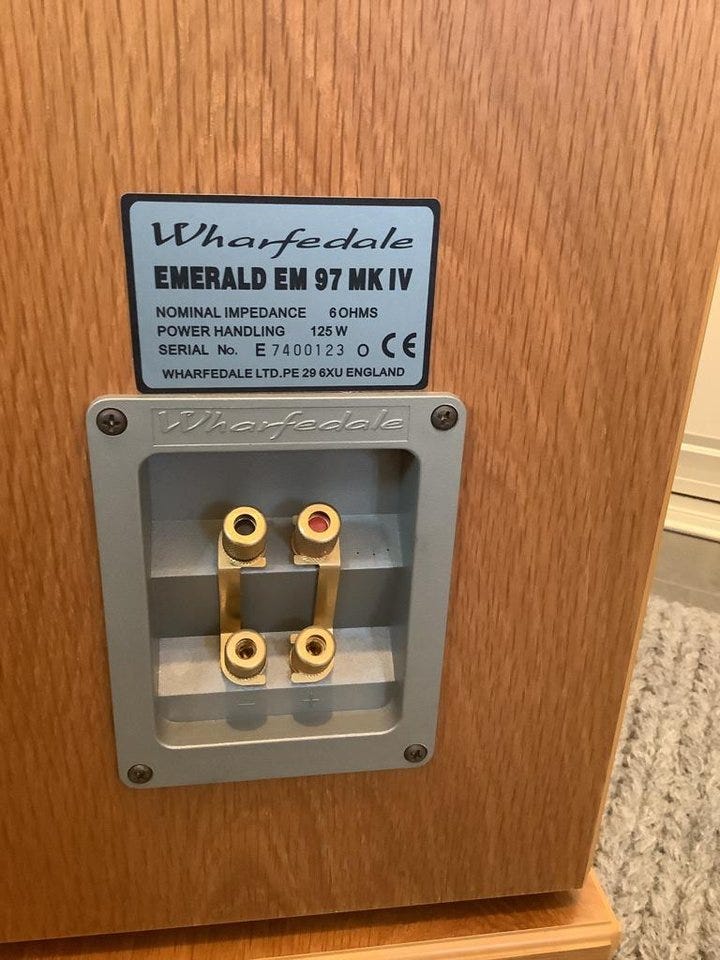 Wharfedale
EMERALD EM 97 MK IV
NOMINAL IMPEDANCE 6 OHMS
POWER HANDLING 125 W
SERIAL No. E 7400123 O CE
WHARFEDALE LTD. PE 29 6XU ENGLAND
Wharfedale
− +